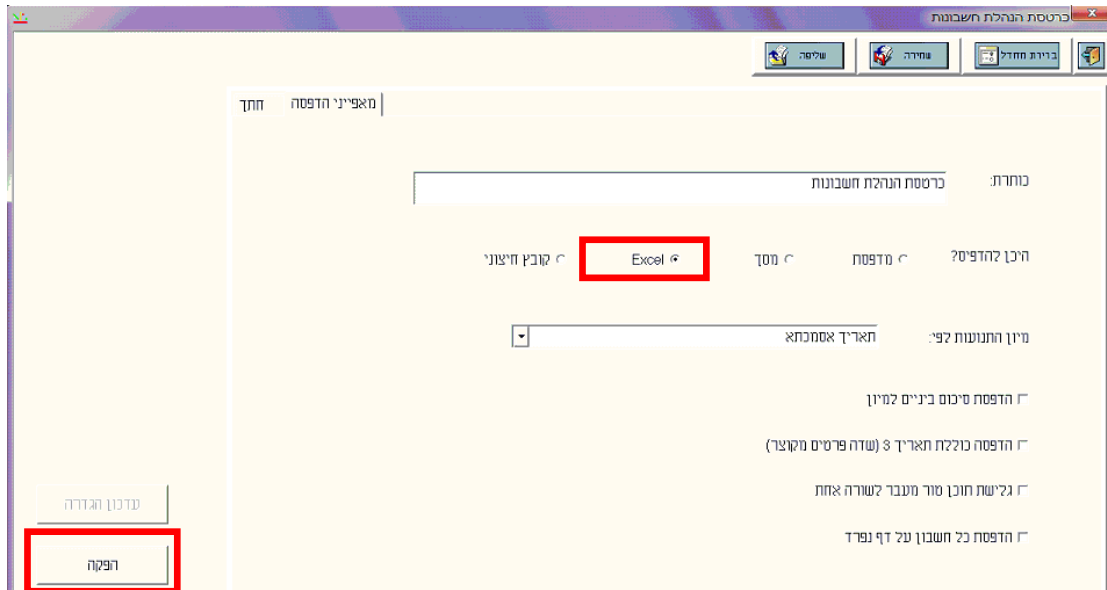 כרטסת הנהלת חשבונות
ברירת מחדל שמירה שליפה
מאפייני הדפסה חתך
כותרת: כרטסת הנהלת חשבונות
היכן להדפיס? מדפסת מסך Excel קובץ חיצוני
מיון התנועות לפי: תאריך אסמכתא
הדפסת סיכום ביניים למיון
הדפסה כוללת תאריך 3 (שדה פרטים מקוצר)
גלישת תוכן טור מעבר לשורה אחת
הדפסת כל חשבון על דף נפרד
עדכון הגדרה
הפקה